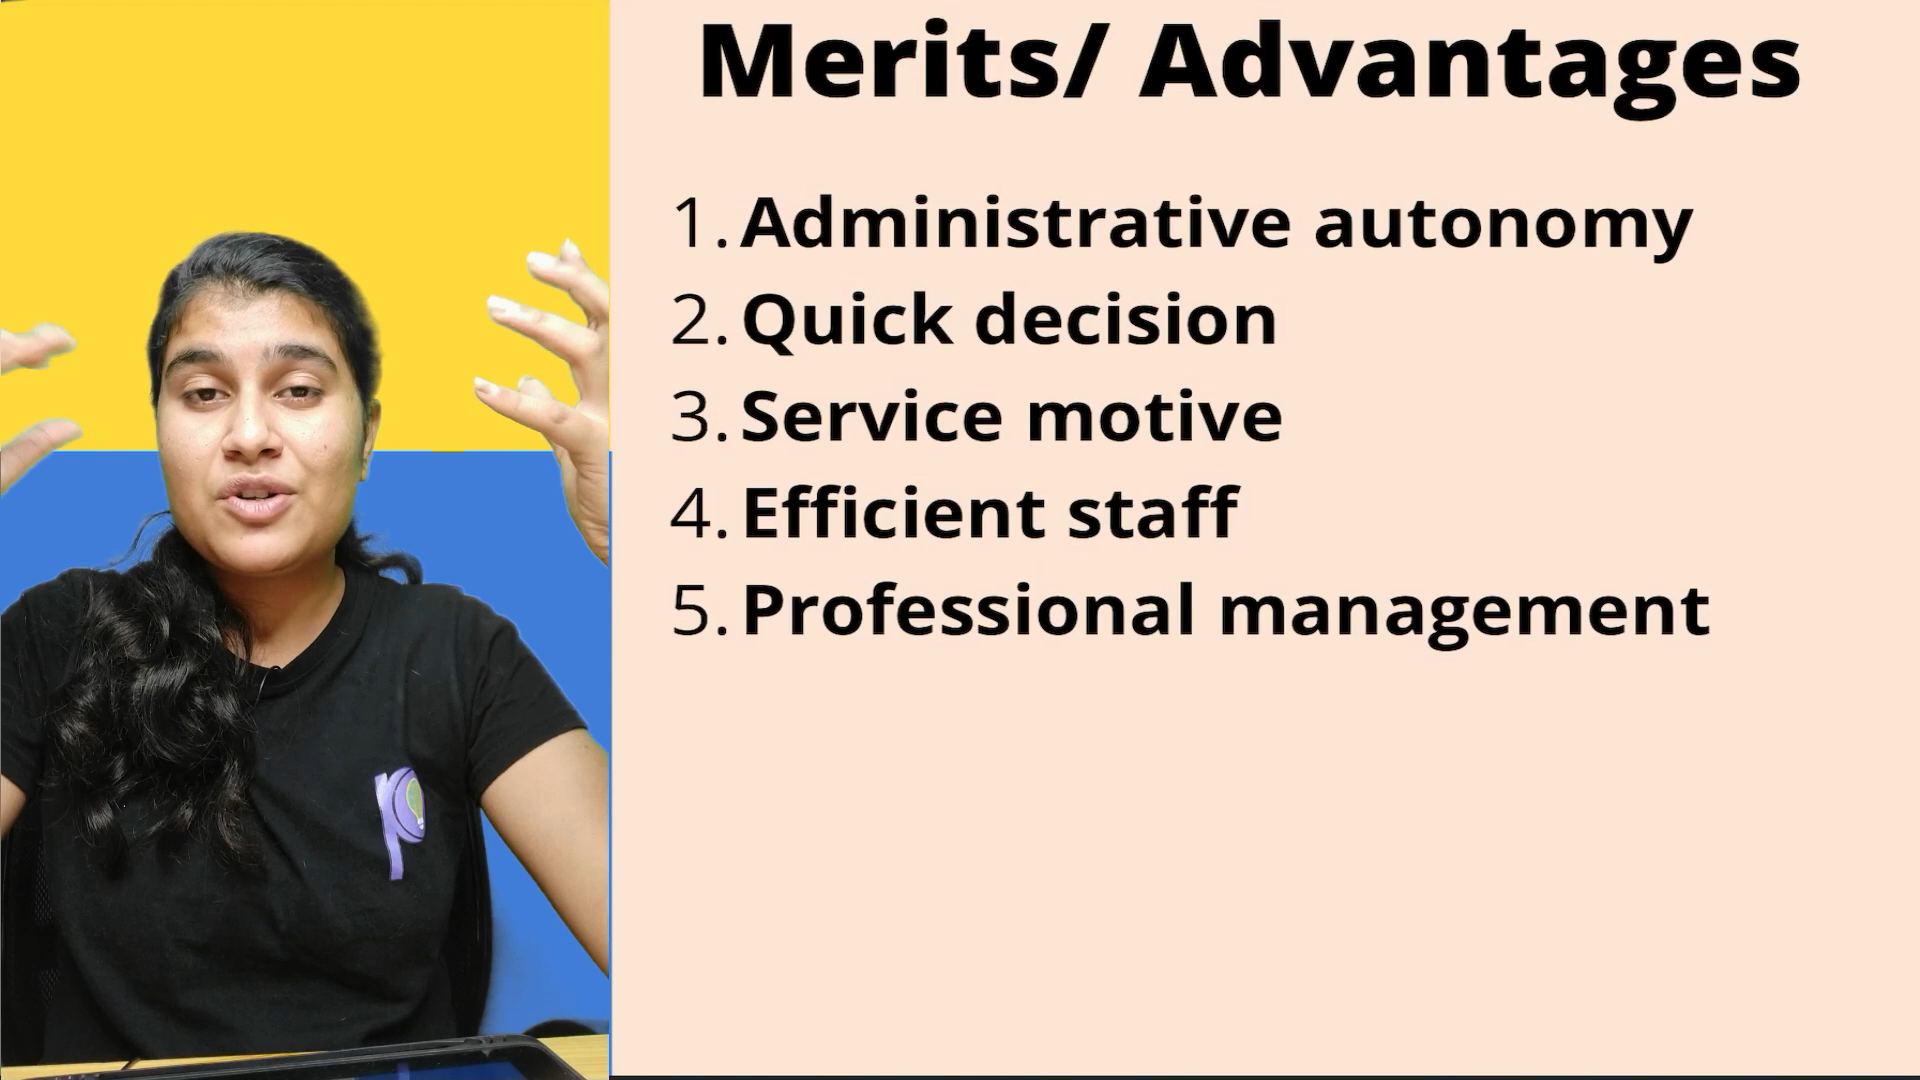 Merits/ Advantages
1. Administrative autonomy
2. Quick decision
3. Service motive
4. Efficient staff
5. Professional management